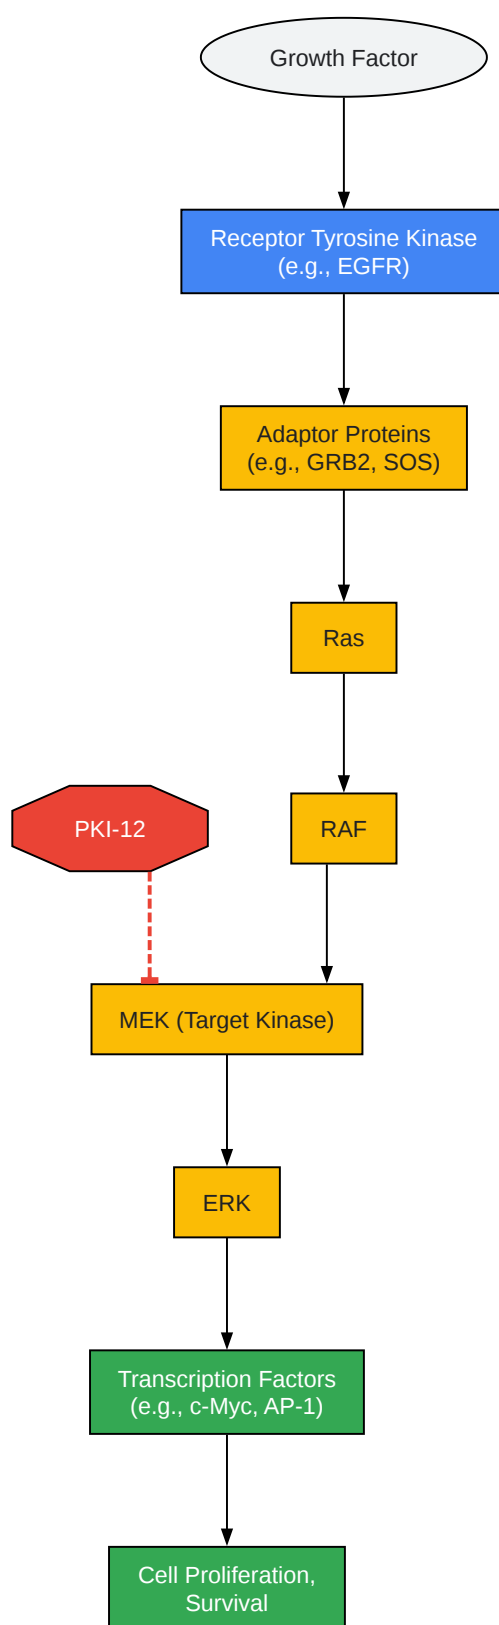 Growth Factor
Receptor Tyrosine Kinase
(e.g., EGFR)
Adaptor Proteins
(e.g., GRB2, SOS)
Ras
PKI-12
RAF
MEK (Target Kinase)
ERK
Transcription Factors
(e.g., c-Myc, AP-1)
Cell Proliferation,
Survival